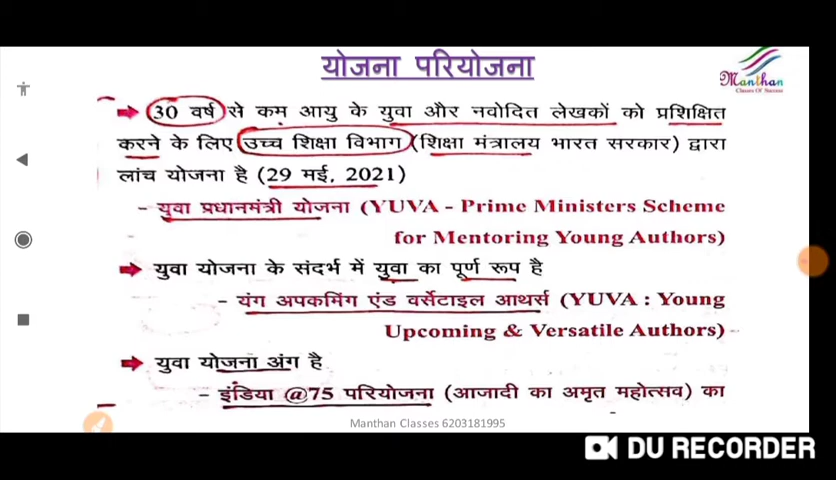 योजना परियोजना
Manthan
Classes Of Success
30 वर्ष से कम आयु के युवा और नवोदित लेखकों को प्रशिक्षित
करने के लिए उच्च शिक्षा विभाग (शिक्षा मंत्रालय भारत सरकार) द्वारा
लांच योजना है (29 मई, 2021)
- युवा प्रधानमंत्री योजना (YUVA - Prime Ministers Scheme
for Mentoring Young Authors)
युवा योजना के संदर्भ में युवा का पूर्ण रूप है
- यंग अपकमिंग एंड वर्सेटाइल आथर्स (YUVA : Young
Upcoming & Versatile Authors)
युवा योजना अंग है
- इंडिया @75 परियोजना (आजादी का अमृत महोत्सव) का
Manthan Classes 6203181995
DU RECORDER